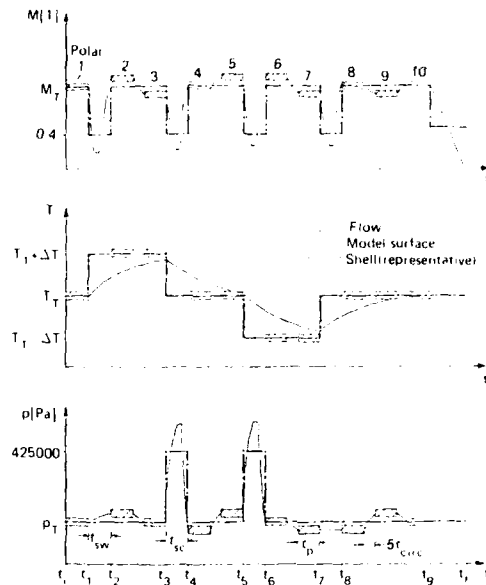 M[1]
Polar
1 2 3 4 5 6 7 8 9 10
M_T
0.4
T
Flow
Model surface
Shell(representative)
T_T + ΔT
T_T
T_T - ΔT
p[Pa]
425000
p_T
t_sw t_sc t_p 5t_circ
t_1 t_2 t_3 t_4 t_5 t_6 t_7 t_8 t_9 t_f